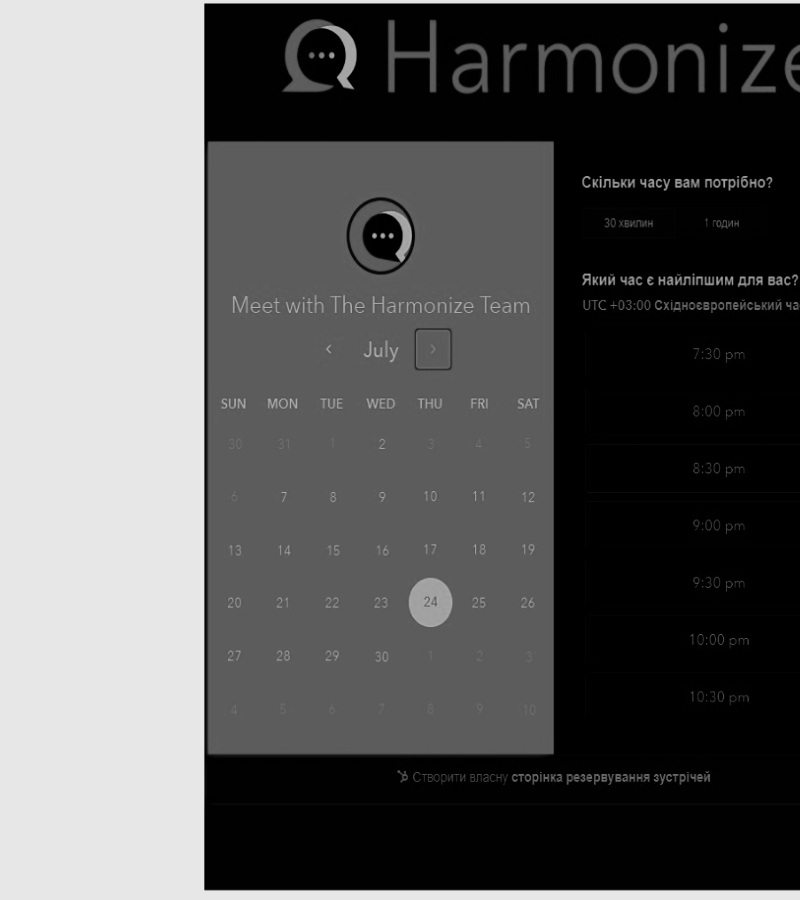 Harmonize
Meet with The Harmonize Team
July
SUN MON TUE WED THU FRI SAT
30 31 1 2 3 4 5
6 7 8 9 10 11 12
13 14 15 16 17 18 19
20 21 22 23 24 25 26
27 28 29 30 1 2 3
4 5 6 7 8 9 10
Скільки часу вам потрібно?
30 хвилин 1 годин
Який час є найліпшим для вас?
UTC +03:00 Східноєвропейський
7:30 pm
8:00 pm
8:30 pm
9:00 pm
9:30 pm
10:00 pm
10:30 pm
Створити власну сторінка резервування зустрічей